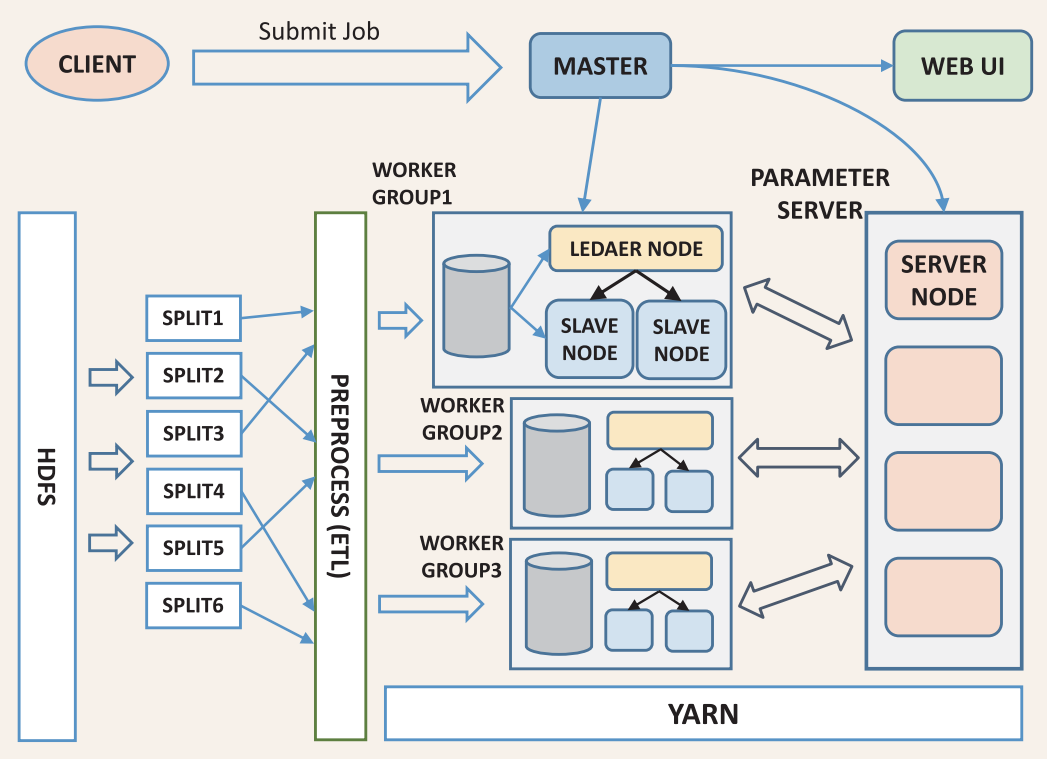 Submit Job
CLIENT
MASTER
WEB UI
WORKER
GROUP1
PARAMETER
SERVER
LEDAER NODE
SLAVE
NODE
SLAVE
NODE
SERVER
NODE
SPLIT1
SPLIT2
SPLIT3
SPLIT4
SPLIT5
SPLIT6
HDFS
PREPROCESS (ETL)
WORKER
GROUP2
WORKER
GROUP3
YARN